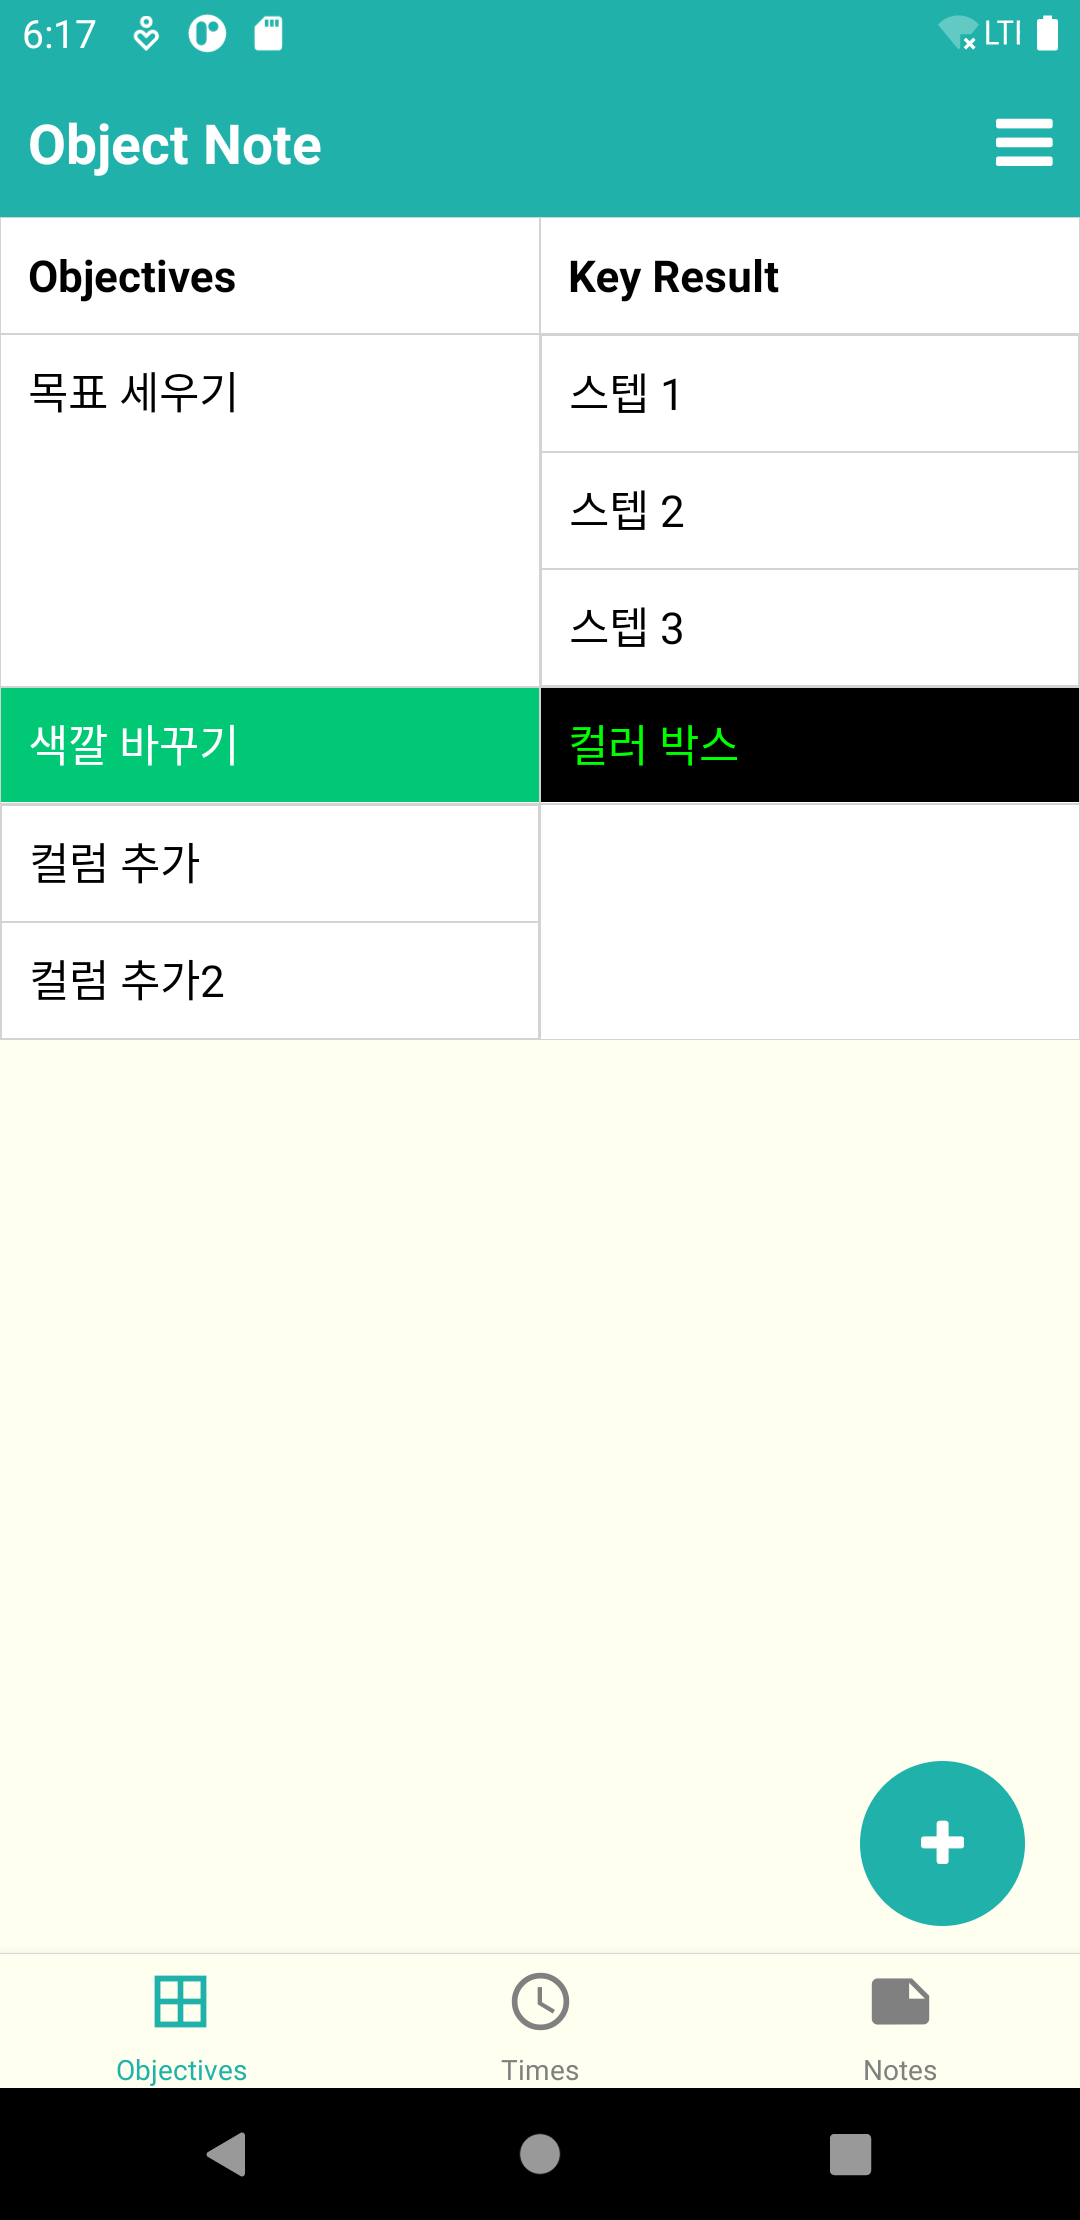 6:17
LTI
Object Note
Objectives
Key Result
목표 세우기
스텝 1
스텝 2
스텝 3
색깔 바꾸기
컬러 박스
컬럼 추가
컬럼 추가2
Objectives
Times
Notes